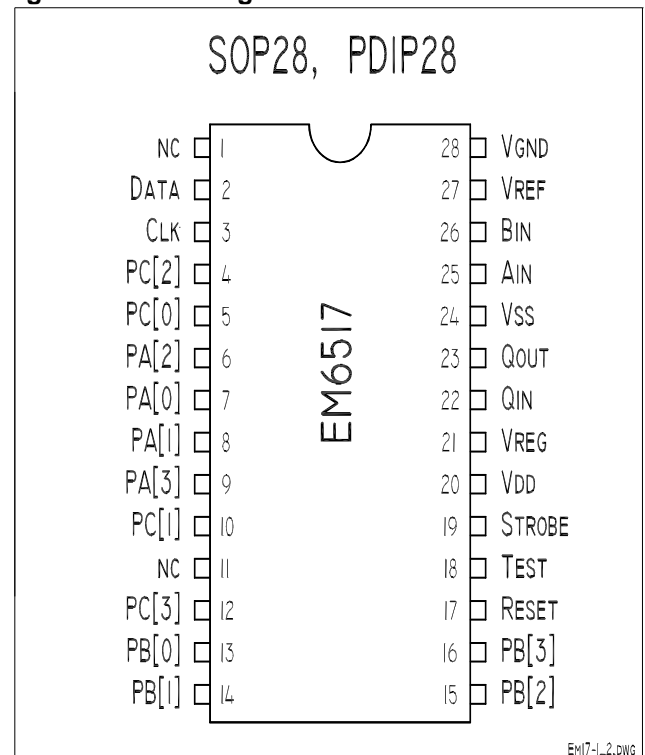 SOP28, PDIP28
NC 1 28 VGND
DATA 2 27 VREF
CLK 3 26 BIN
PC[2] 4 25 AIN
PC[0] 5 24 VSS
PA[2] 6 23 QOUT
PA[0] 7 22 QIN
PA[1] 8 21 VREG
PA[3] 9 20 VDD
PC[1] 10 19 STROBE
NC 11 18 TEST
PC[3] 12 17 RESET
PB[0] 13 16 PB[3]
PB[1] 14 15 PB[2]
EM6517
EM17-1_2.DWG